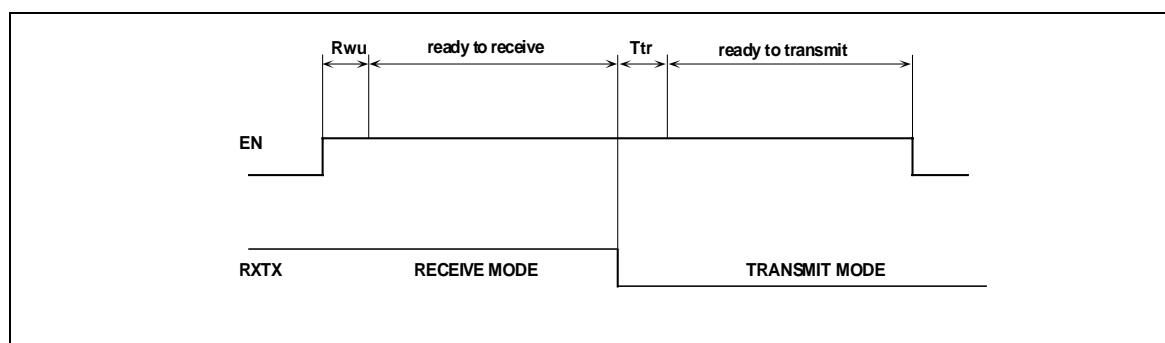 Rwu ready to receive Ttr ready to transmit
EN
RXTX RECEIVE MODE TRANSMIT MODE